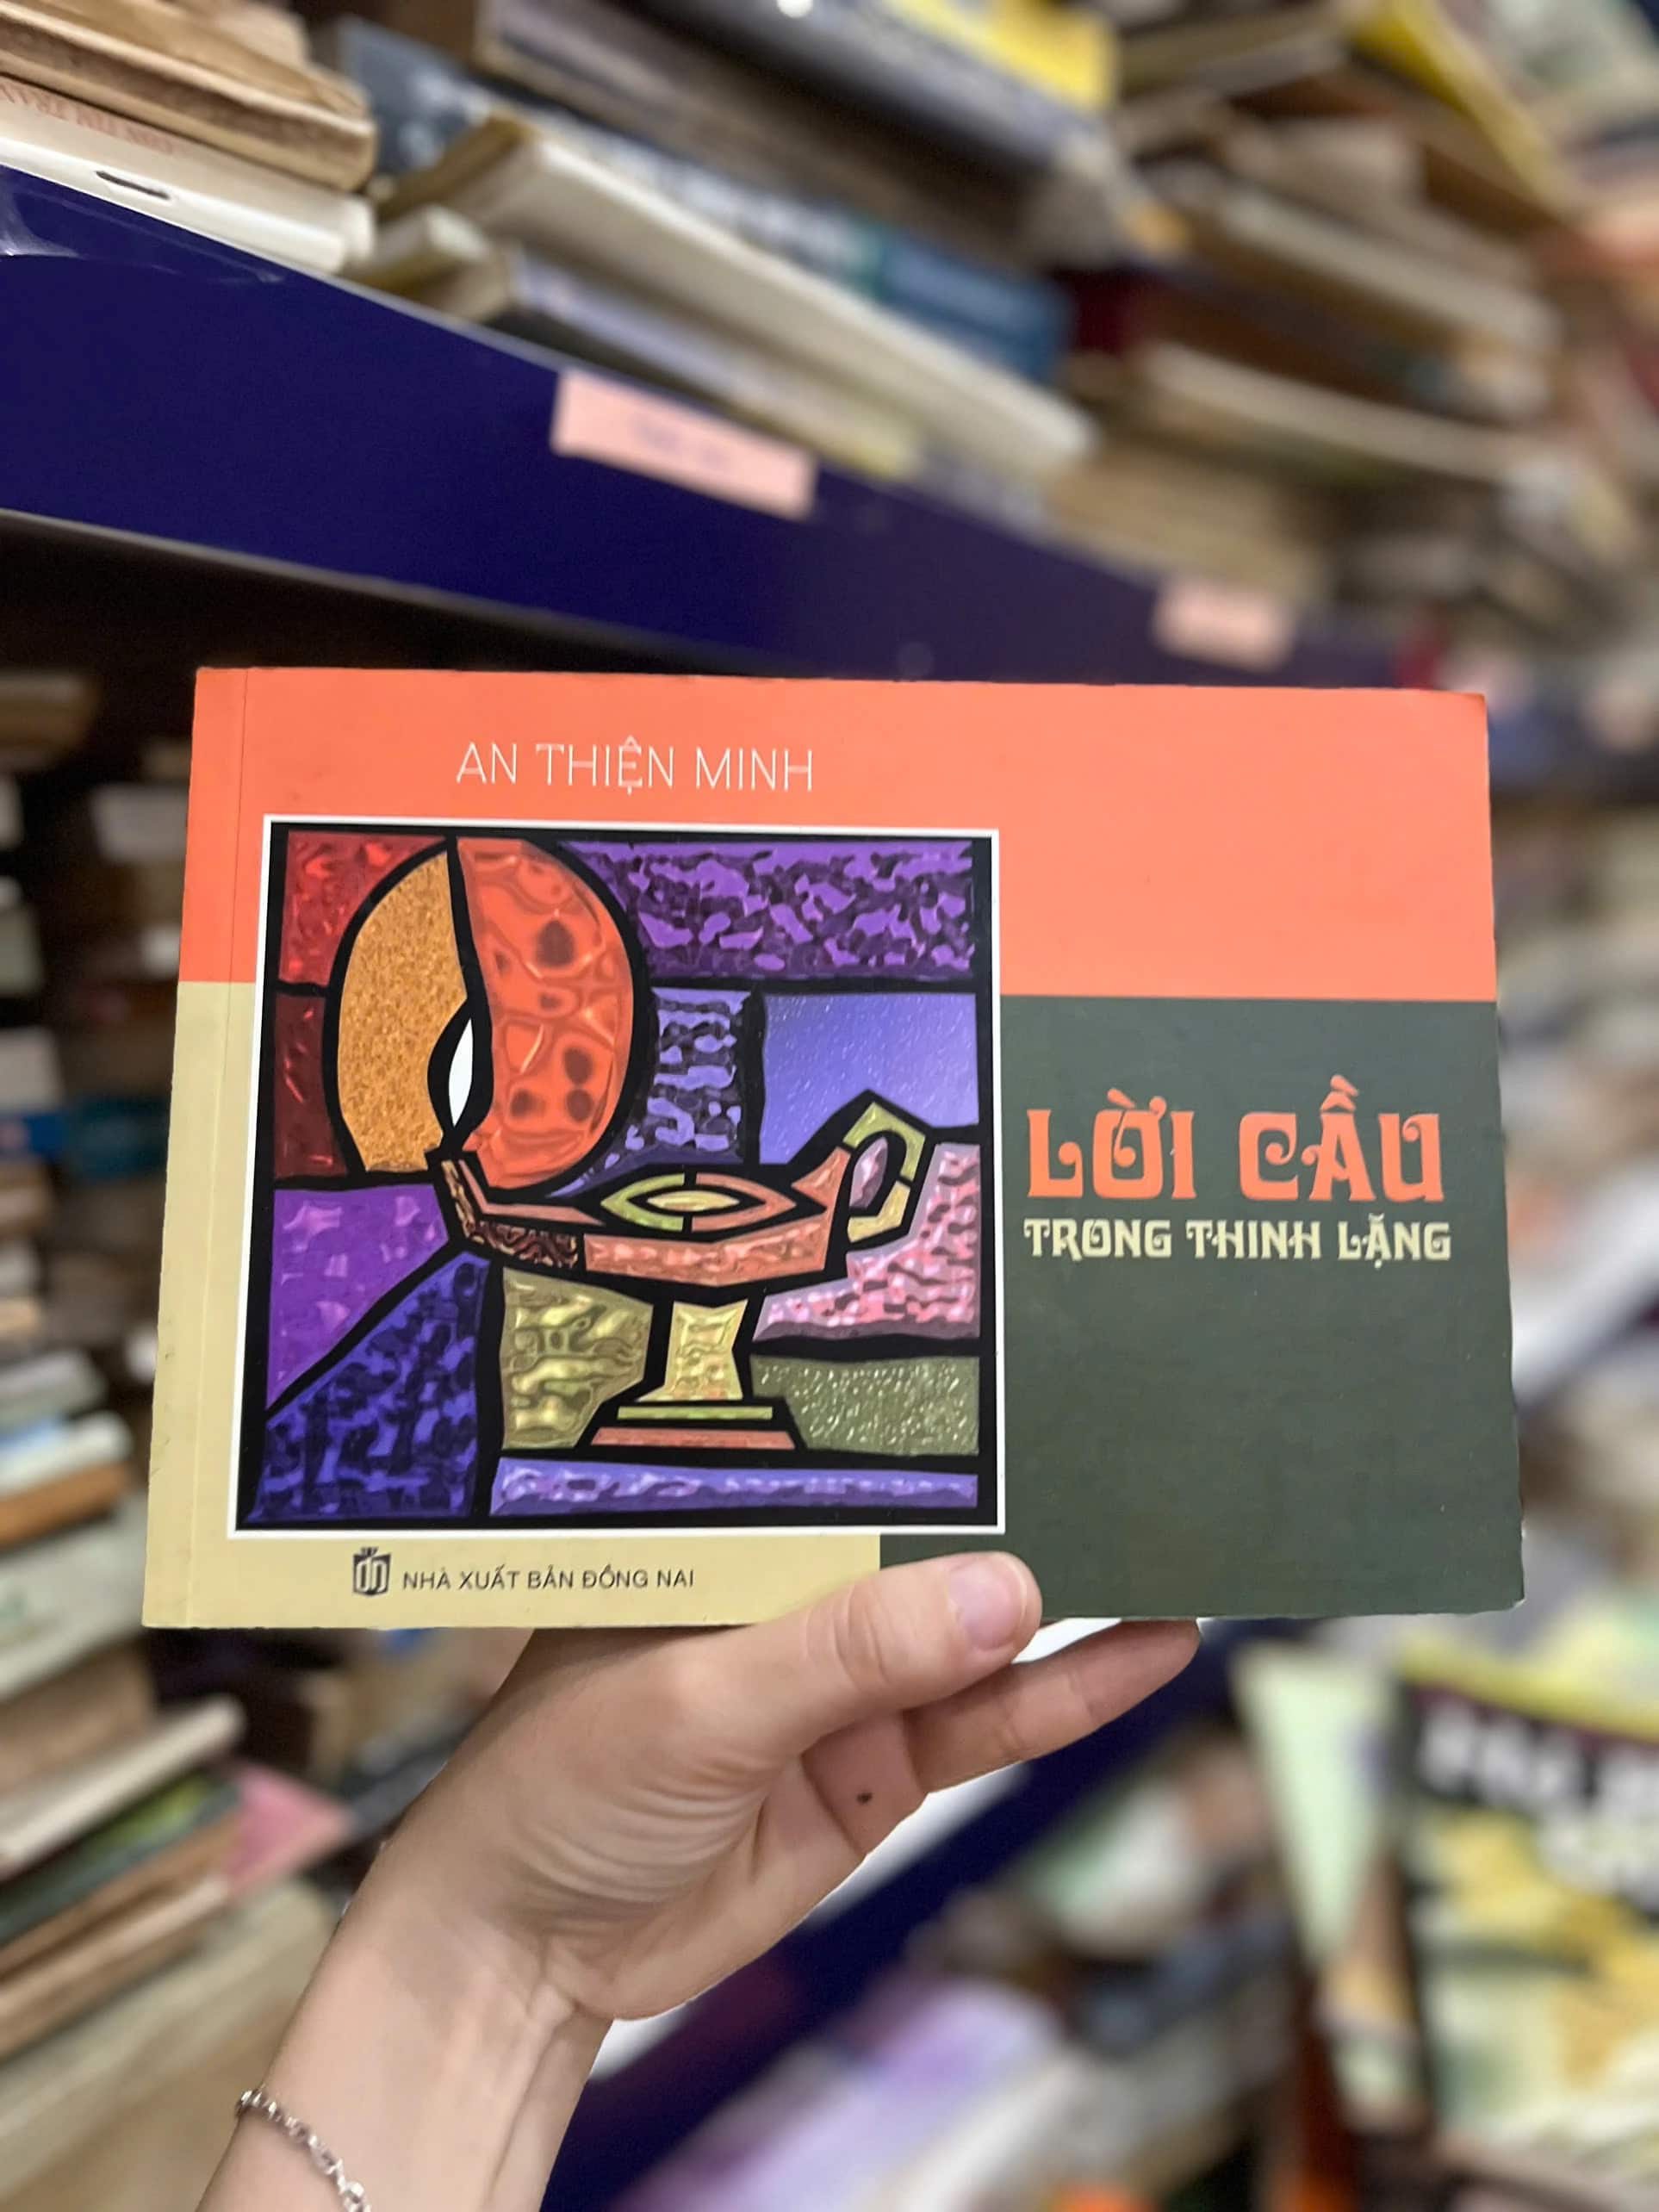 AN THIỆN MINH
LỜI CẦU
TRONG THINH LẶNG
NHÀ XUẤT BẢN ĐỒNG NAI